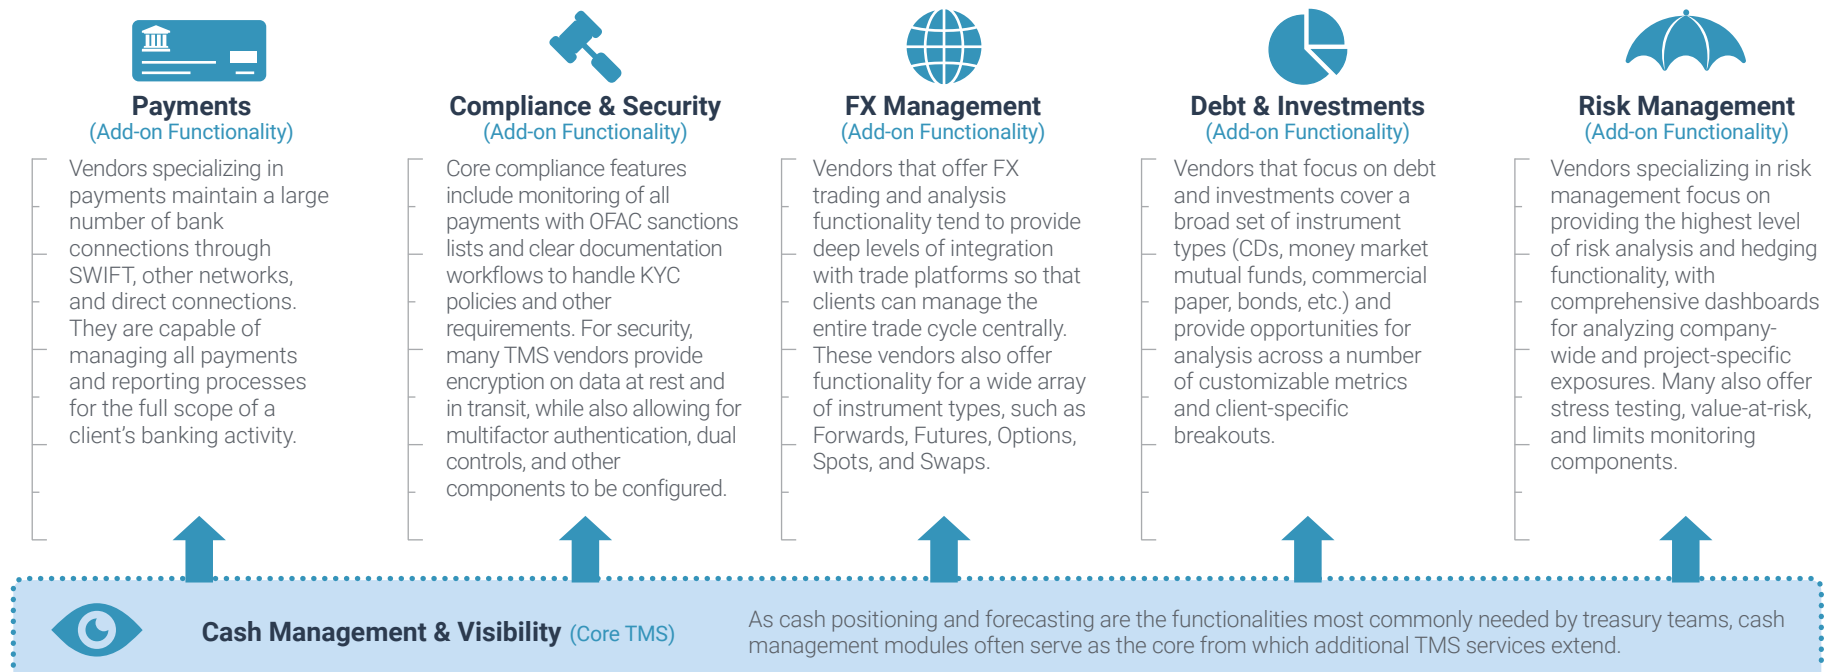 Payments
(Add-on Functionality)
Vendors specializing in
payments maintain a large
number of bank
connections through
SWIFT, other networks,
and direct connections.
They are capable of
managing all payments
and reporting processes
for the full scope of a
client’s banking activity.
Compliance & Security
(Add-on Functionality)
Core compliance features
include monitoring of all
payments with OFAC sanctions
lists and clear documentation
workflows to handle KYC
policies and other
requirements. For security,
many TMS vendors provide
encryption on data at rest and
in transit, while also allowing for
multifactor authentication, dual
controls, and other
components to be configured.
FX Management
(Add-on Functionality)
Vendors that offer FX
trading and analysis
functionality tend to provide
deep levels of integration
with trade platforms so that
clients can manage the
entire trade cycle centrally.
These vendors also offer
functionality for a wide array
of instrument types, such as
Forwards, Futures, Options,
Spots, and Swaps.
Debt & Investments
(Add-on Functionality)
Vendors that focus on debt
and investments cover a
broad set of instrument
types (CDs, money market
mutual funds, commercial
paper, bonds, etc.) and
provide opportunities for
analysis across a number
of customizable metrics
and client-specific
breakouts.
Risk Management
(Add-on Functionality)
Vendors specializing in risk
management focus on
providing the highest level
of risk analysis and hedging
functionality, with
comprehensive dashboards
for analyzing company-
wide and project-specific
exposures. Many also offer
stress testing, value-at-risk,
and limits monitoring
components.
Cash Management & Visibility (Core TMS)
As cash positioning and forecasting are the functionalities most commonly needed by treasury teams, cash
management modules often serve as the core from which additional TMS services extend.